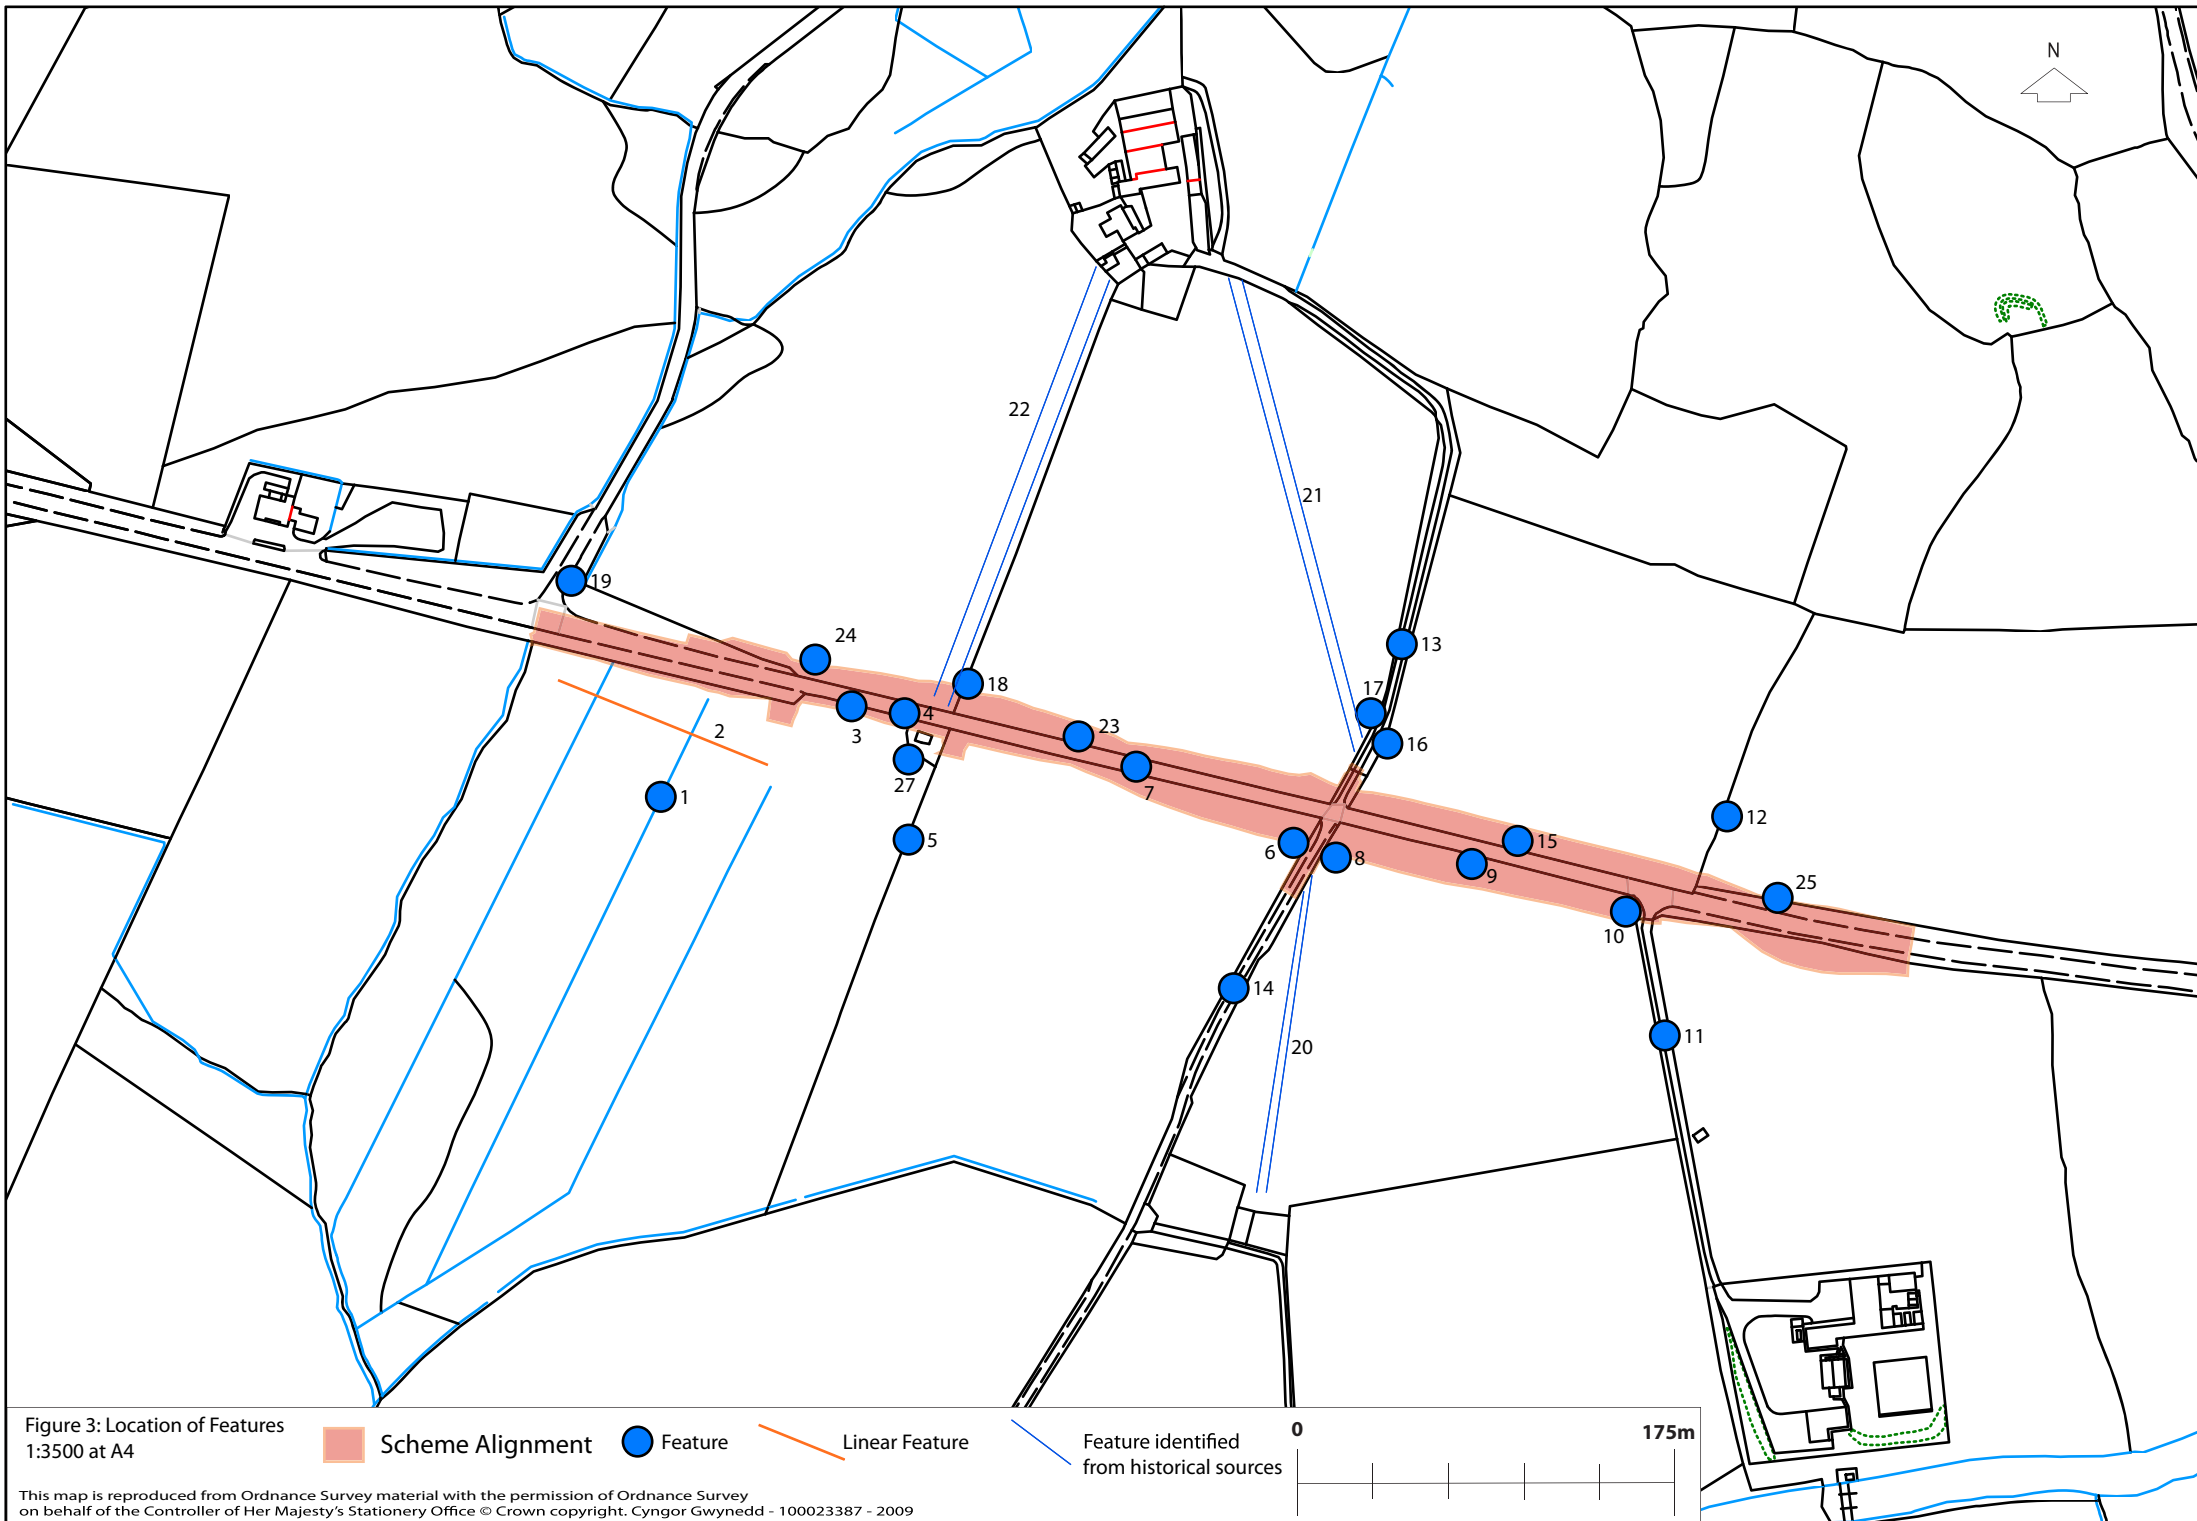 N
22
21
19
24
13
18
17
4
23
2
3
16
27
7
1
12
5
6
8
15
9
25
10
14
11
20
Figure 3: Location of Features
1:3500 at A4
Scheme Alignment
Feature
Linear Feature
Feature identified
from historical sources
0
175m
This map is reproduced from Ordnance Survey material with the permission of Ordnance Survey
on behalf of the Controller of Her Majesty's Stationery Office © Crown copyright. Cyngor Gwynedd - 100023387 - 2009